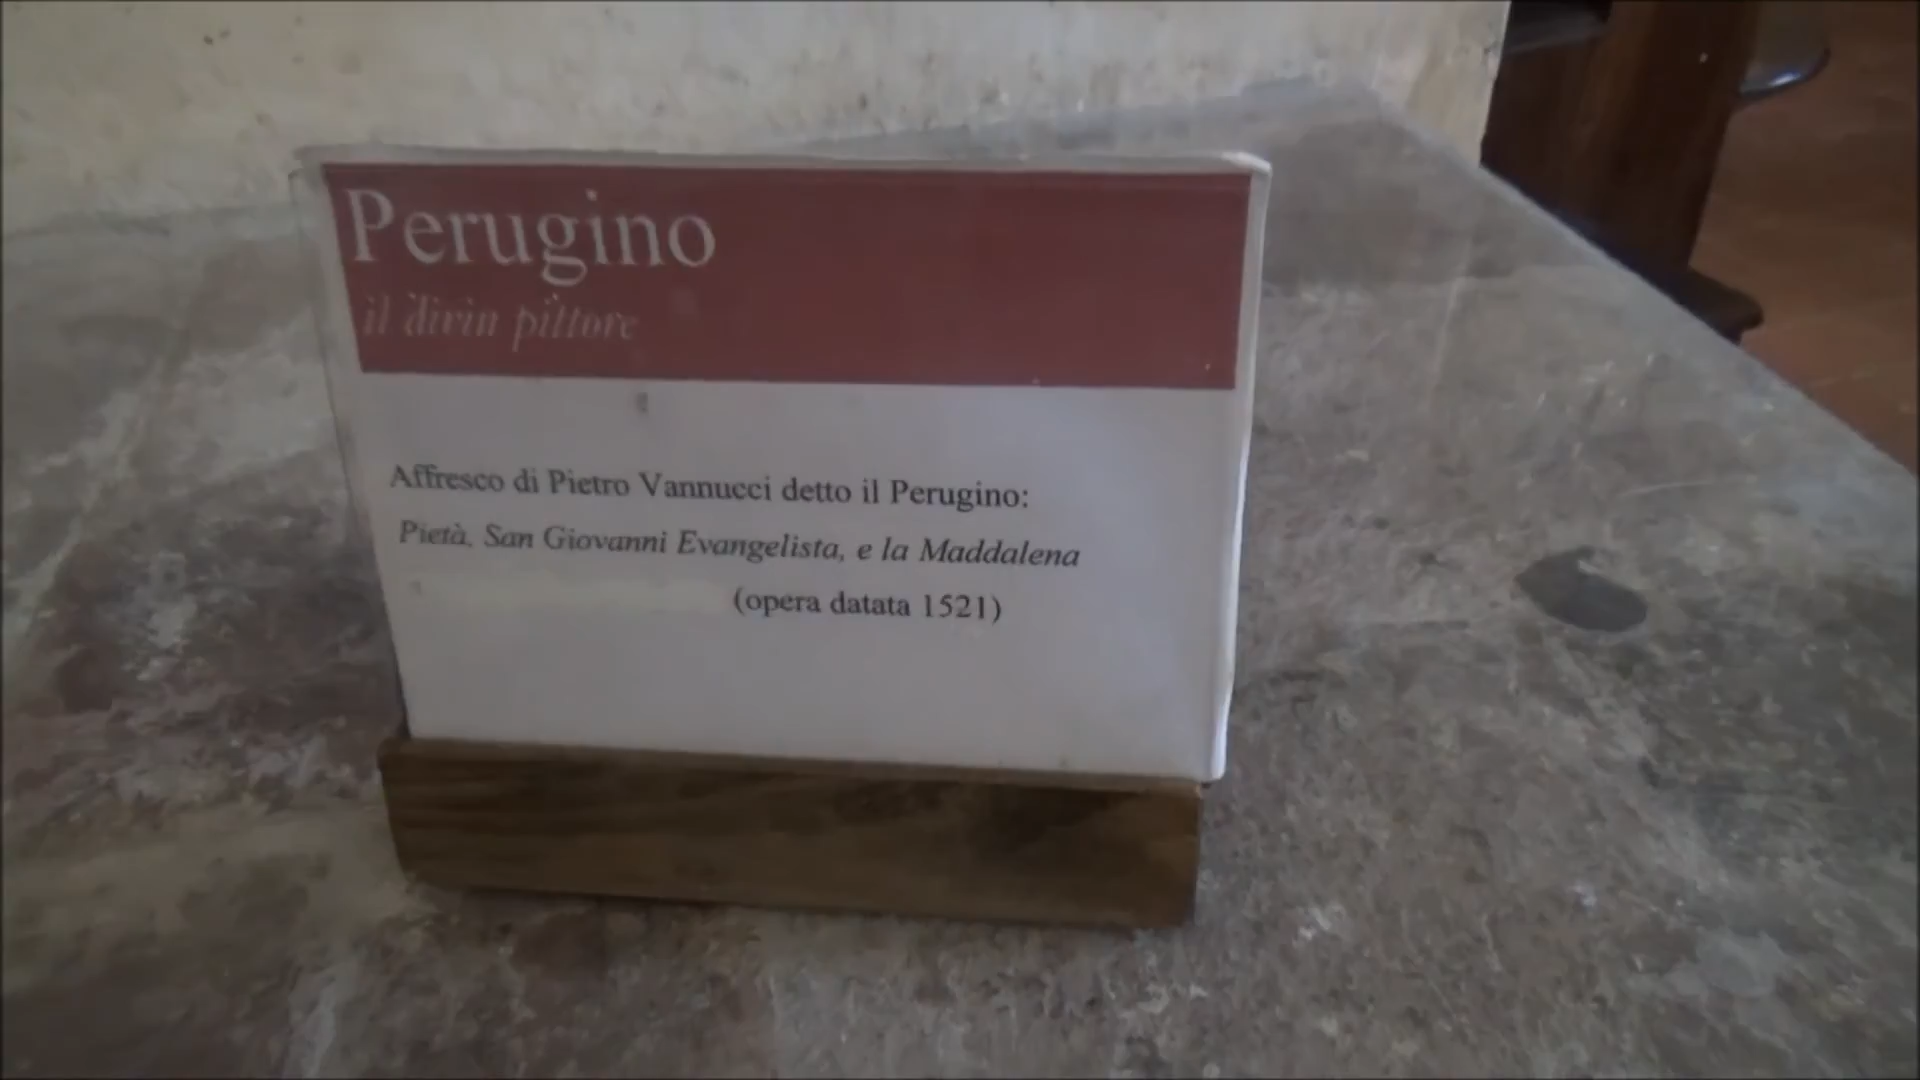 Perugino
il divin pittore
Affresco di Pietro Vannucci detto il Perugino:
Pietà, San Giovanni Evangelista, e la Maddalena
(opera datata 1521)